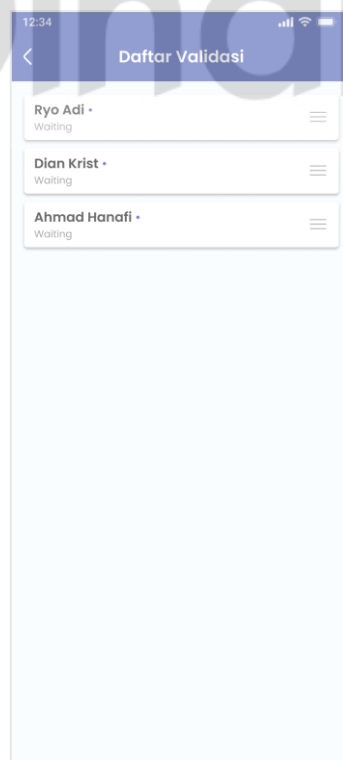 12:34
Daftar Validasi
Ryo Adi •
Waiting
Dian Krist •
Waiting
Ahmad Hanafi •
Waiting